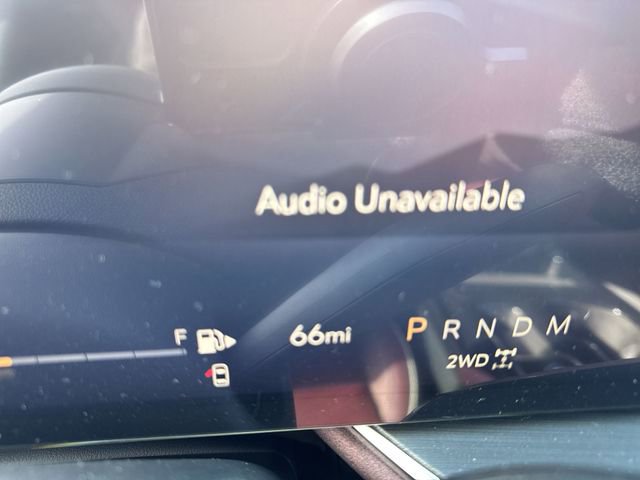 Audio Unavailable
F 66mi P R N D M
2WD